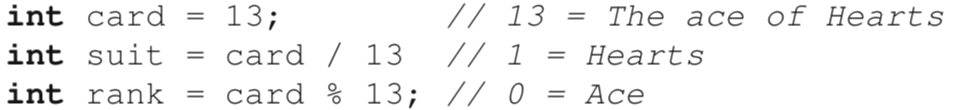 int card = 13; // 13 = The ace of Hearts
int suit = card / 13 // 1 = Hearts
int rank = card % 13; // 0 = Ace